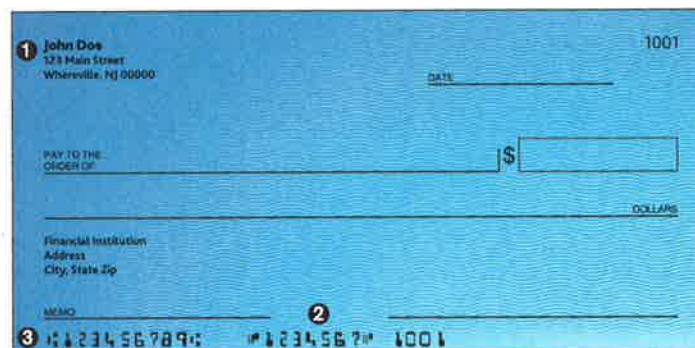 1 John Doe 1001
123 Main Street
Whereville, NJ 00000
DATE
PAY TO THE
ORDER OF $
DOLLARS
Financial Institution
Address
City, State Zip
MEMO 2
3 ⑆123456789⑆ ⑈1234567⑈ 1001